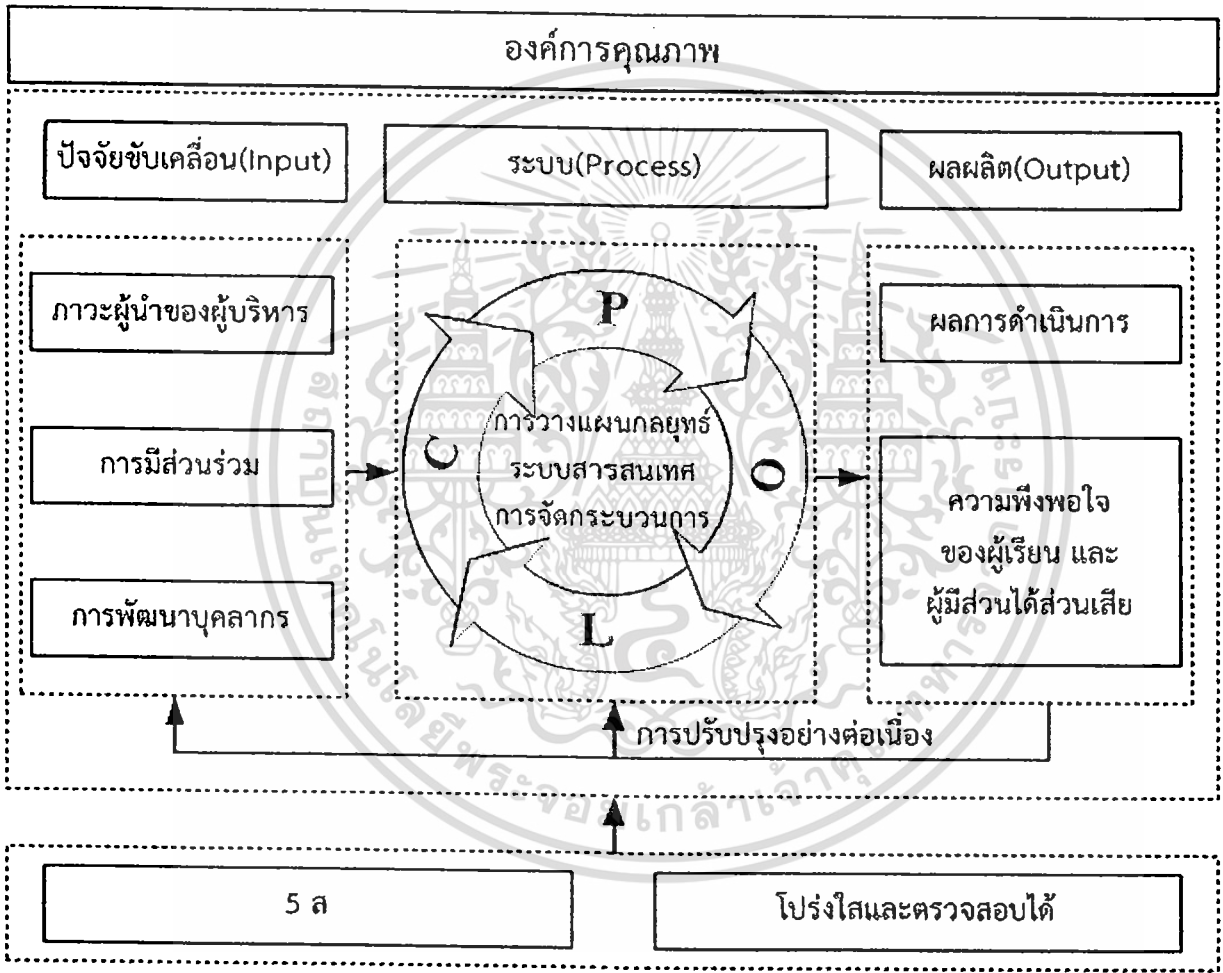 องค์การคุณภาพ
ปัจจัยขับเคลื่อน(Input)
ระบบ(Process)
ผลผลิต(Output)
ภาวะผู้นำของผู้บริหาร
การมีส่วนร่วม
การพัฒนาบุคลากร
P
O
L
C
การวางแผนกลยุทธ์
ระบบสารสนเทศ
การจัดกระบวนการ
ผลการดำเนินการ
ความพึงพอใจ
ของผู้เรียน และ
ผู้มีส่วนได้ส่วนเสีย
การปรับปรุงอย่างต่อเนื่อง
5 ส
โปร่งใสและตรวจสอบได้